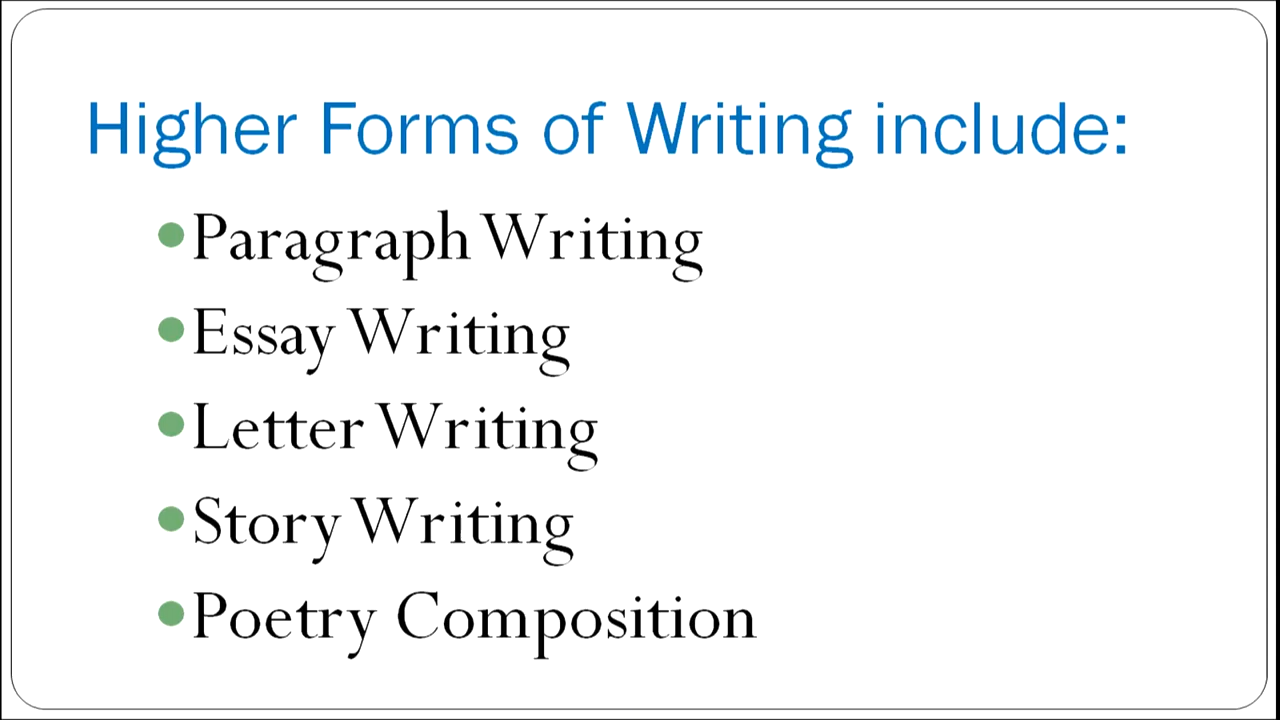 Higher Forms of Writing include:
•Paragraph Writing
•Essay Writing
•Letter Writing
•Story Writing
•Poetry Composition